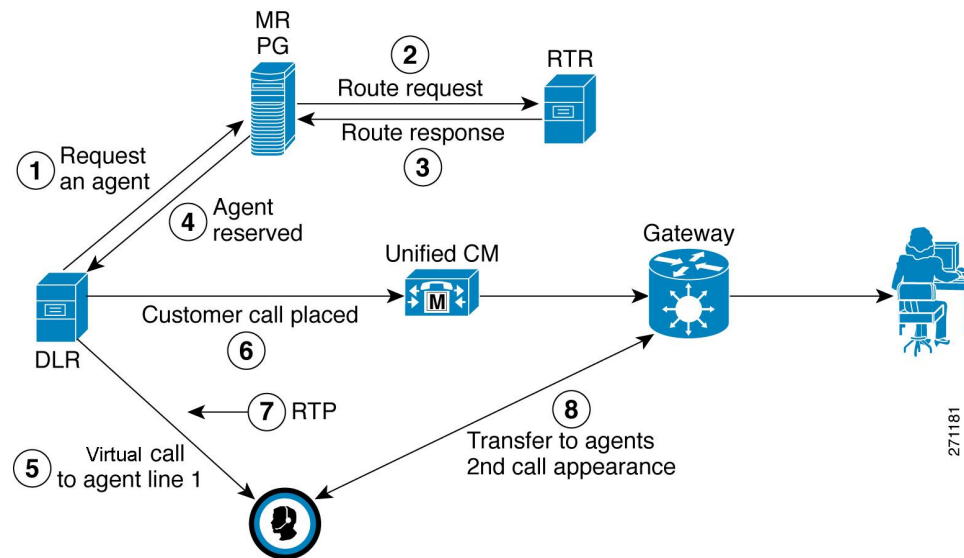 MR
PG
2
Route request
RTR
Route response
3
1
Request
an agent
4
Agent
reserved
Unified CM
M
Gateway
Customer call placed
6
DLR
7
RTP
8
Transfer to agents
2nd call appearance
5
Virtual call
to agent line 1
271181